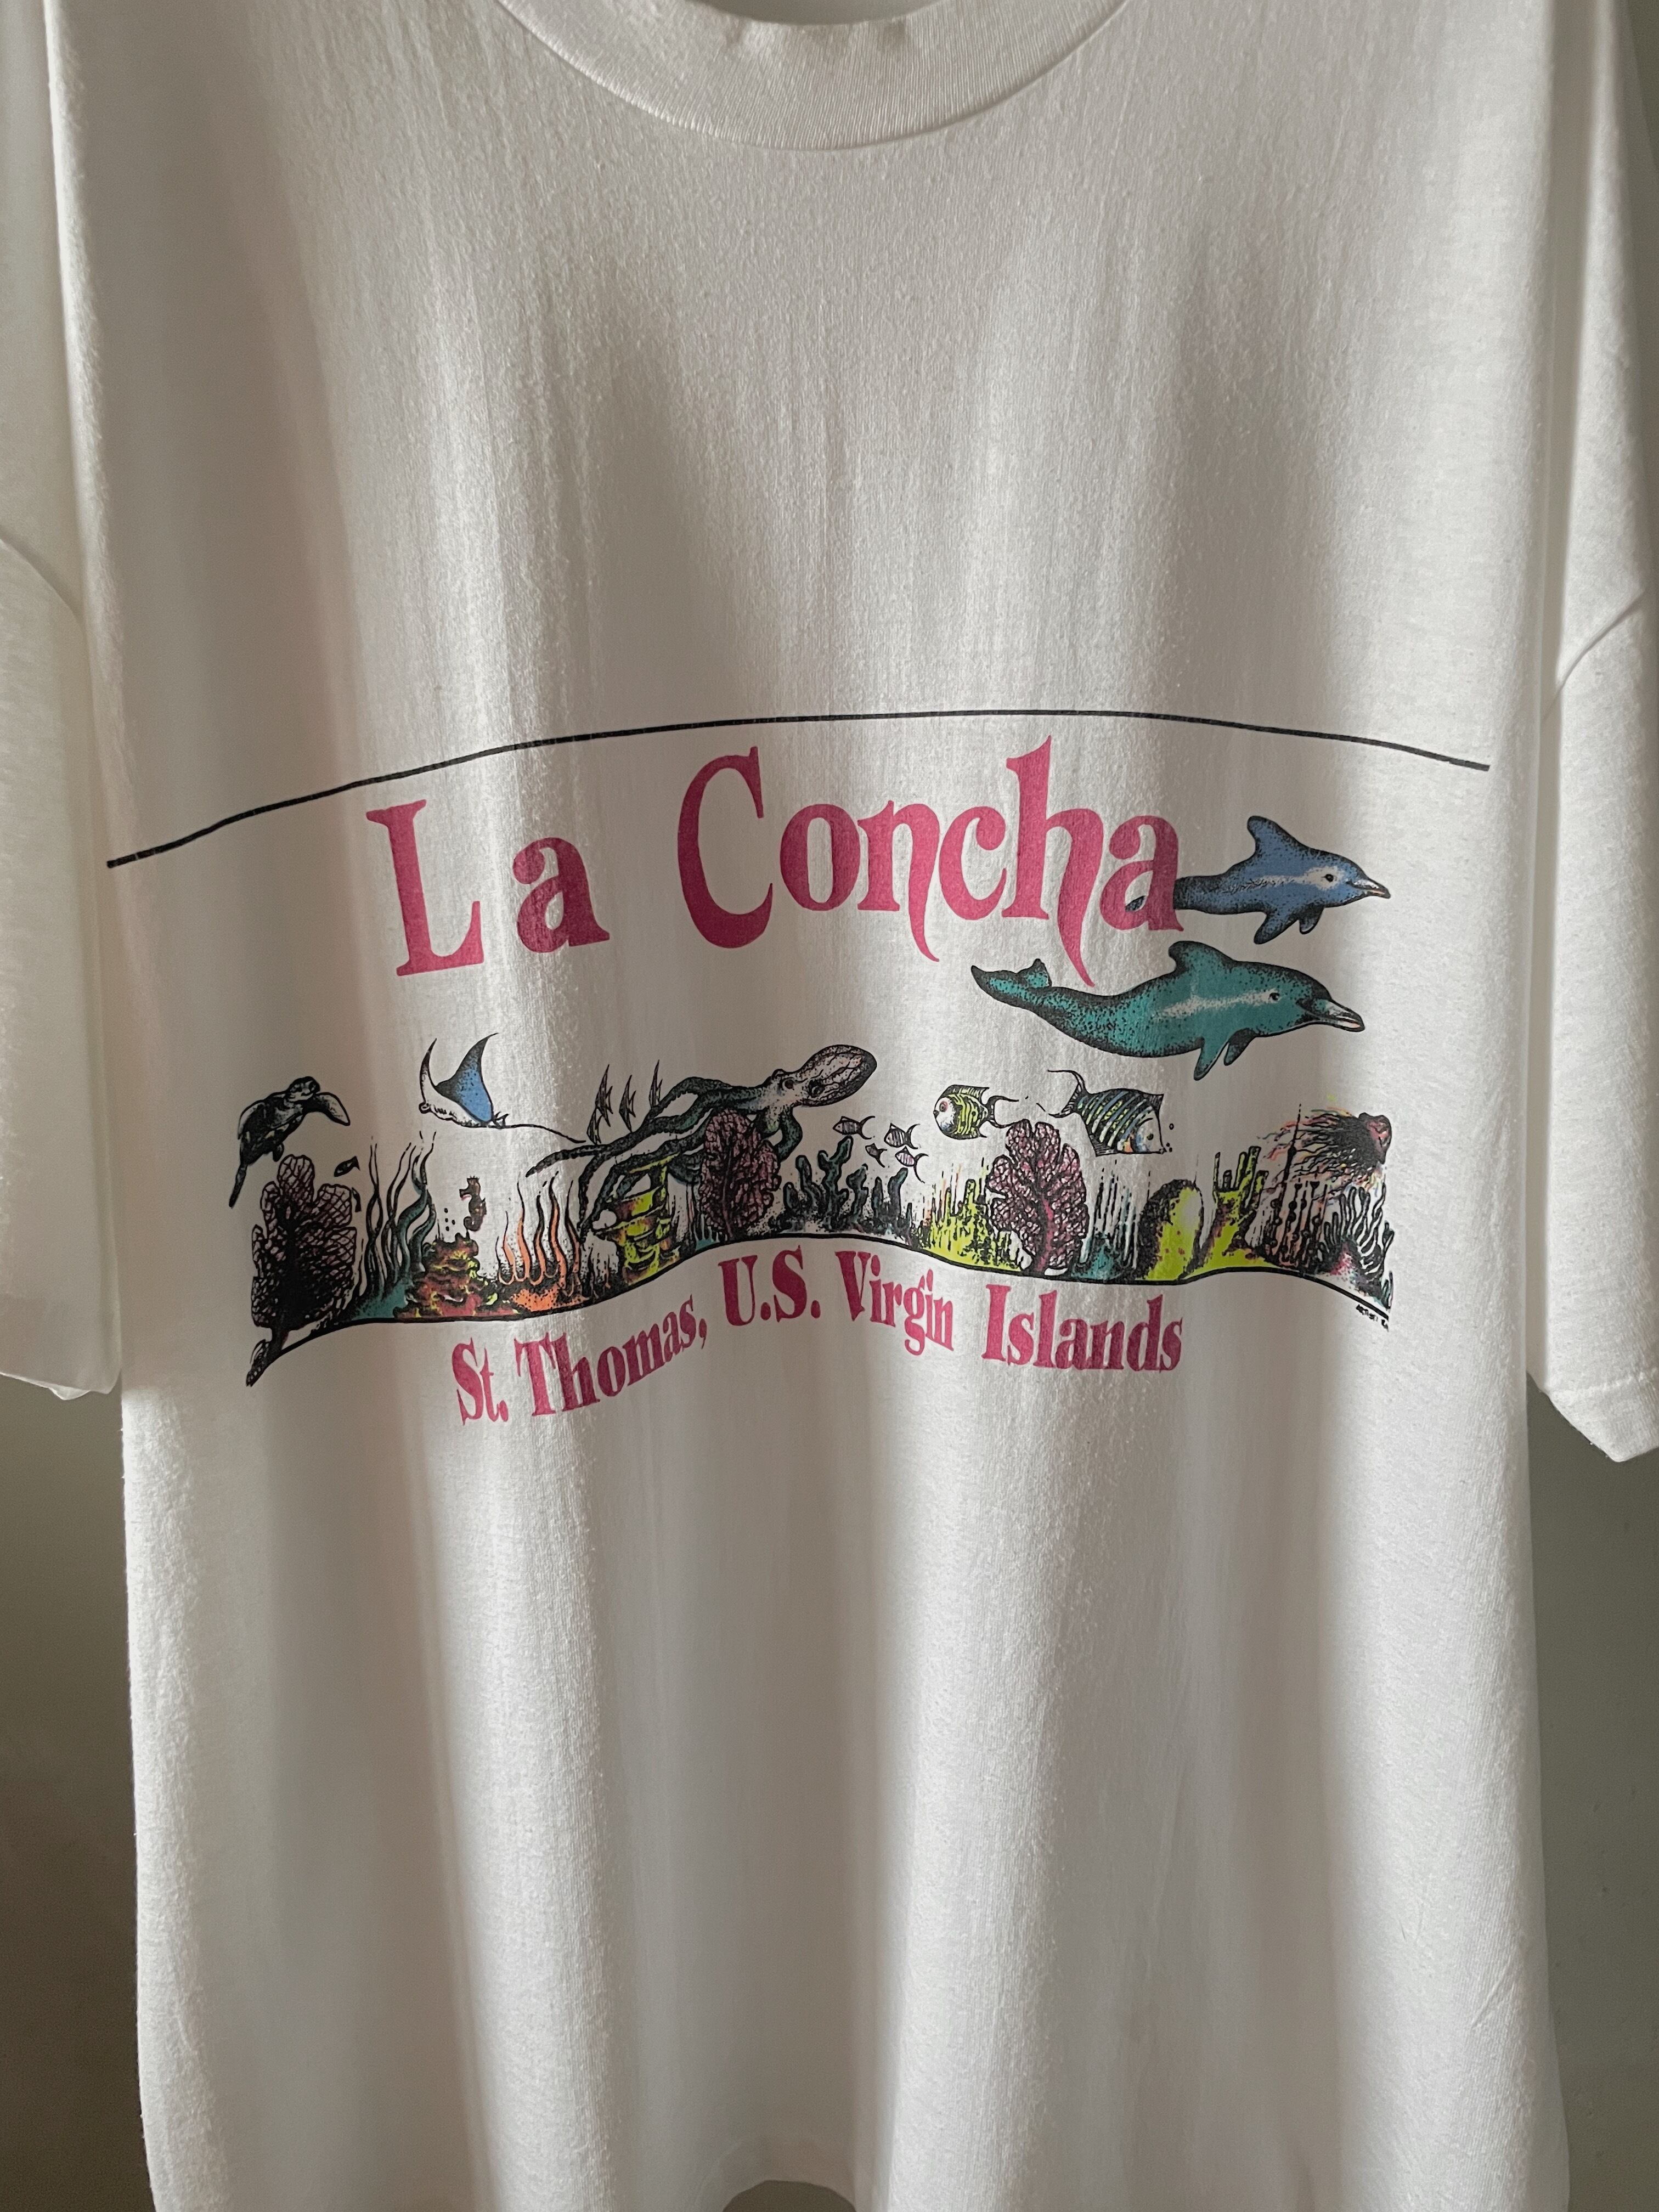 La Concha
St. Thomas, U.S. Virgin Islands